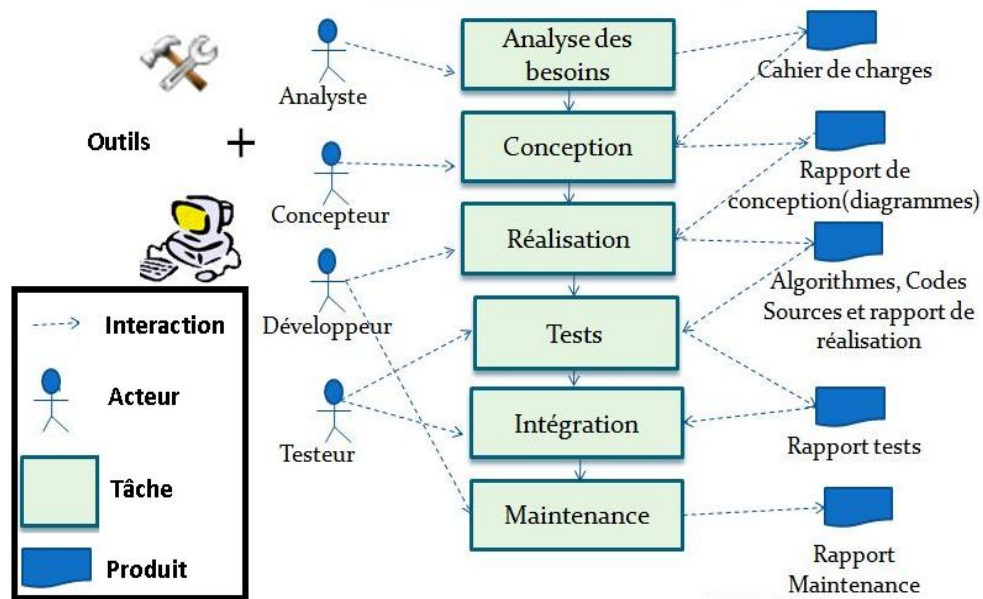 Analyse des
besoins
Cahier de charges
Analyste
Outils +
Conception
Rapport de
conception(diagrammes)
Concepteur
Réalisation
Algorithmes, Codes
Sources et rapport de
réalisation
Développeur
Tests
Intégration
Rapport tests
Testeur
Maintenance
Rapport
Maintenance
Interaction
Acteur
Tâche
Produit